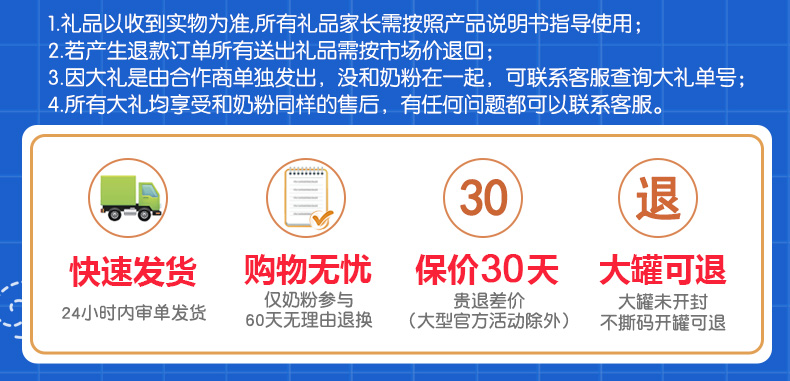 1.礼品以收到实物为准,所有礼品家长需按照产品说明书指导使用;
2.若产生退款订单所有送出礼品需按市场价退回;
3.因大礼是由合作商单独发出，没和奶粉在一起，可联系客服查询大礼单号;
4.所有大礼均享受和奶粉同样的售后，有任何问题都可以联系客服。
30
退
快速发货
购物无忧
保价30天
大罐可退
24小时内审单发货
仅奶粉参与
60天无理由退换
贵退差价
（大型官方活动除外）
大罐未开封
不撕码开罐可退